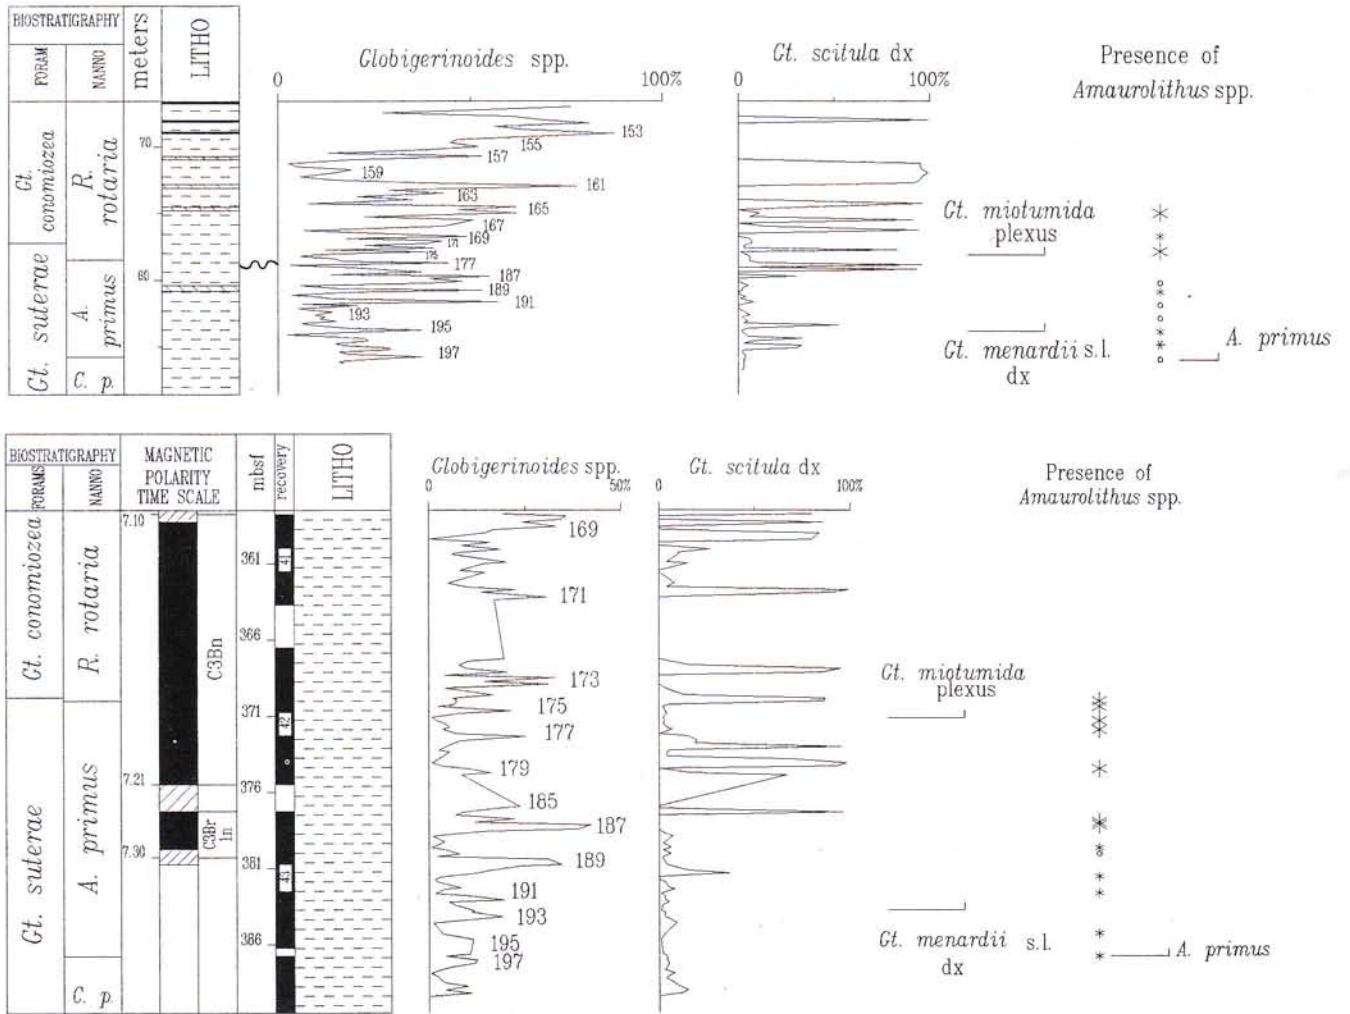 BIOSTRATIGRAPHY
FORAM
NANNO
meters
LITHO
Globigerinoides spp.
0
100%
Gt. scitula dx
0
100%
Presence of
Amaurolithus spp.
Gt.
conomiozea
R.
rotaria
Gt. suterae
A.
primus
C. p.
70
60
153
155
157
159
161
163
165
167
169
171
177
187
189
191
193
195
197
Gt. miotumida
plexus
Gt. menardii s.l.
dx
A. primus
BIOSTRATIGRAPHY
FORAMS
NANNO
MAGNETIC
POLARITY
TIME SCALE
mbsf
recovery
LITHO
Globigerinoides spp.
0
50%
Gt. scitula dx
0
100%
Presence of
Amaurolithus spp.
Gt. conomiozea
R. rotaria
Gt. suterae
A. primus
C. p.
7.10
7.21
7.30
C3Bn
C3Br
1n
361
366
371
376
381
386
41
42
43
169
171
173
175
177
179
185
187
189
191
193
195
197
Gt. miotumida
plexus
Gt. menardii s.l.
dx
A. primus